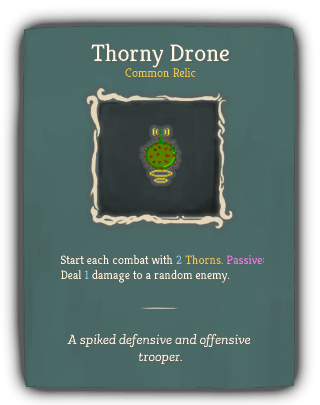 Thorny Drone
Common Relic
Start each combat with 2 Thorns. Passive:
Deal 1 damage to a random enemy.
A spiked defensive and offensive
trooper.